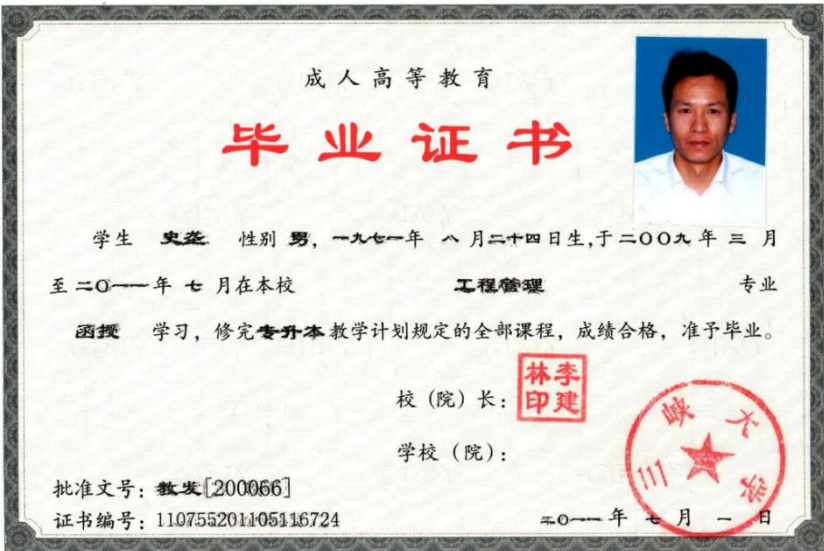 成人高等教育
毕业证书
学生 史垄 性别 男，一九七一年 八 月二十四日生，于二〇〇九年 三 月
至二〇一一年 七 月在本校 工程管理 专业
函授 学习，修完专升本教学计划规定的全部课程，成绩合格，准予毕业。
校（院）长：
李建林印
学校（院）：
三峡大学
批准文号：教发[200066]
证书编号：110755201105116724
二〇一一年 七 月 一 日